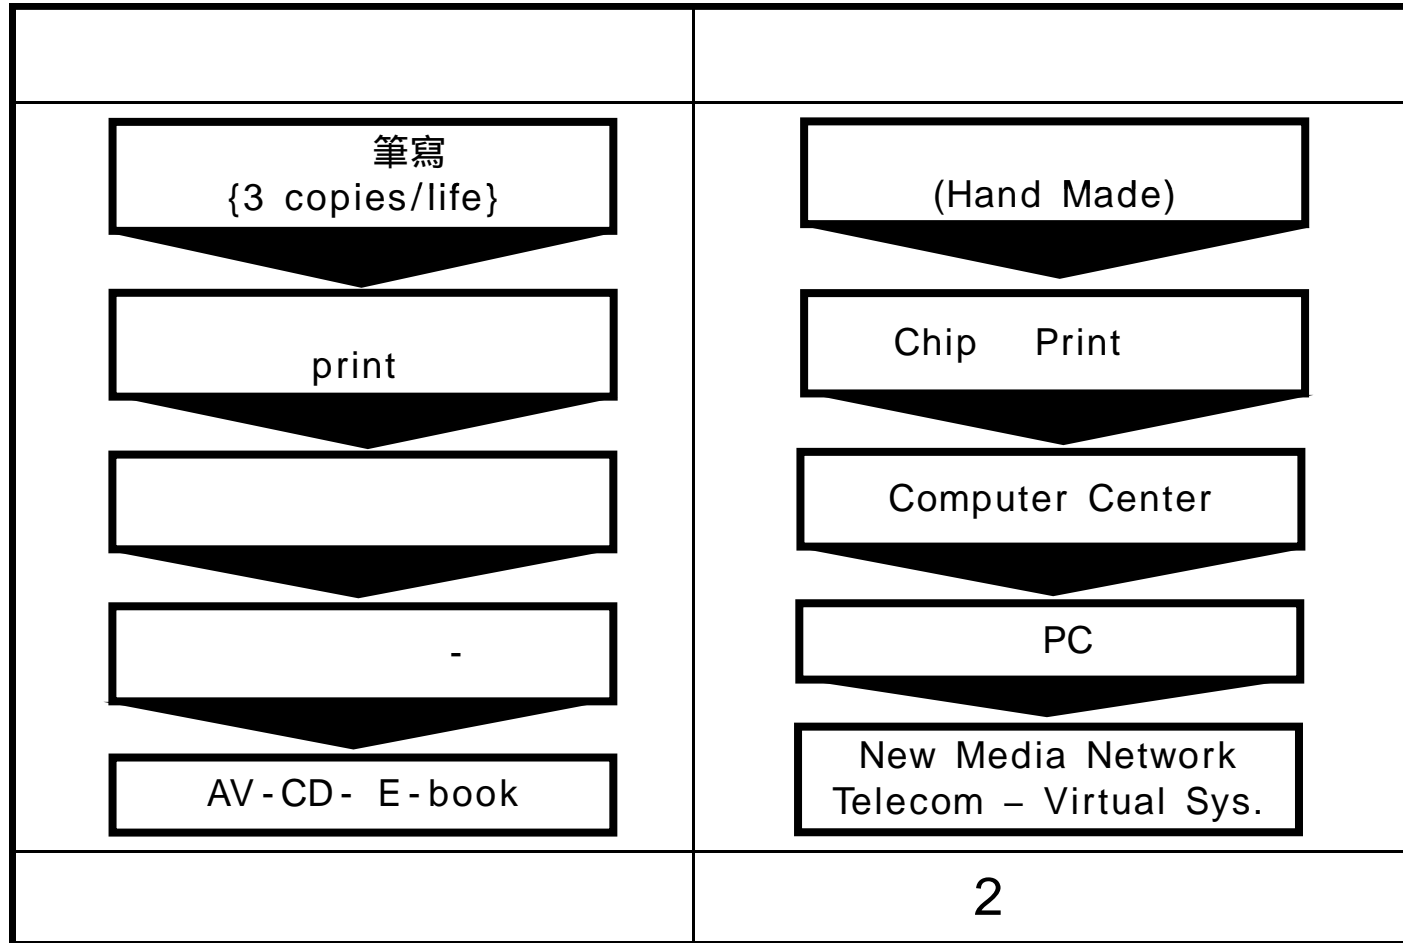 筆寫
{3 copies/life}
print
-
AV-CD- E-book
(Hand Made)
Chip Print
Computer Center
PC
New Media Network
Telecom – Virtual Sys.
2